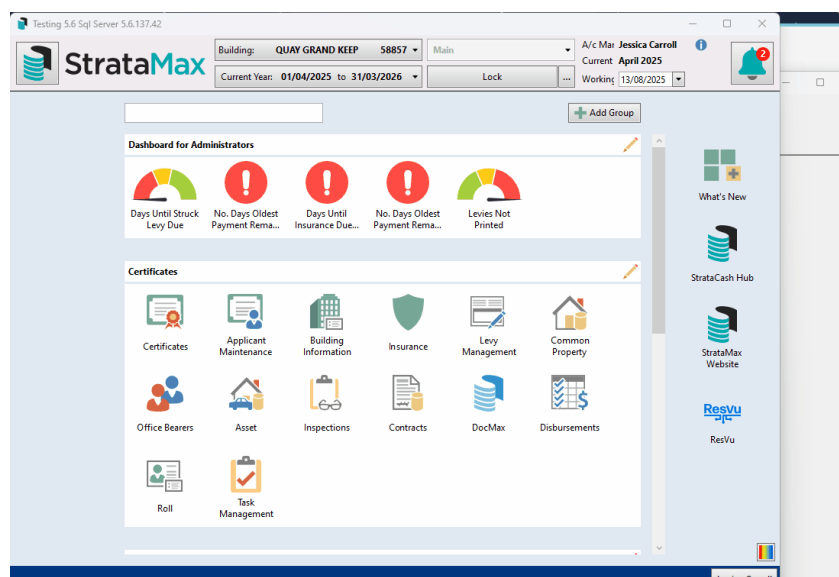 Testing 5.6 Sql Server 5.6.137.42
StrataMax
Building: QUAY GRAND KEEP 58857
Main
A/c Mar Jessica Carroll
Current Year: 01/04/2025 to 31/03/2026
Lock
...
Current April 2025
Working 13/08/2025
2
Add Group
Dashboard for Administrators
Days Until Struck
Levy Due
No. Days Oldest
Payment Rema...
Days Until
Insurance Due...
No. Days Oldest
Payment Rema...
Levies Not
Printed
What's New
StrataCash Hub
StrataMax
Website
ResVu
ResVu
Certificates
Certificates
Applicant
Maintenance
Building
Information
Insurance
Levy
Management
Common
Property
Office Bearers
Asset
Inspections
Contracts
DocMax
Disbursements
Roll
Task
Management